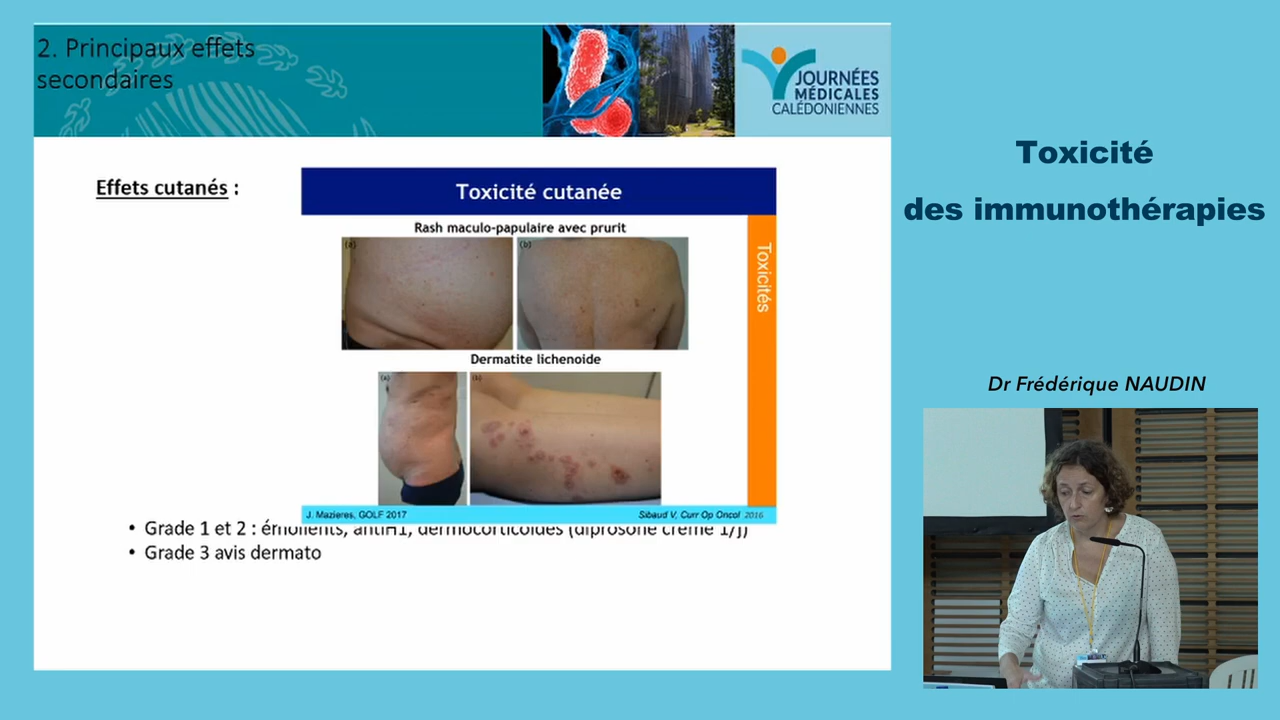 2. Principaux effets
secondaires
JOURNÉES
MÉDICALES
CALÉDONIENNES
Effets cutanés :
Toxicité cutanée
Rash maculo-papulaire avec prurit
(a)
(b)
Dermatite lichenoide
(a)
(b)
Toxicités
J. Mazieres, GOLF 2017
Sibaud V, Curr Op Oncol 2016
• Grade 1 et 2 : émollients, antiH1, dermocorticoides (diprosone crème 1/j)
• Grade 3 avis dermato
Toxicité
des immunothérapies
Dr Frédérique NAUDIN